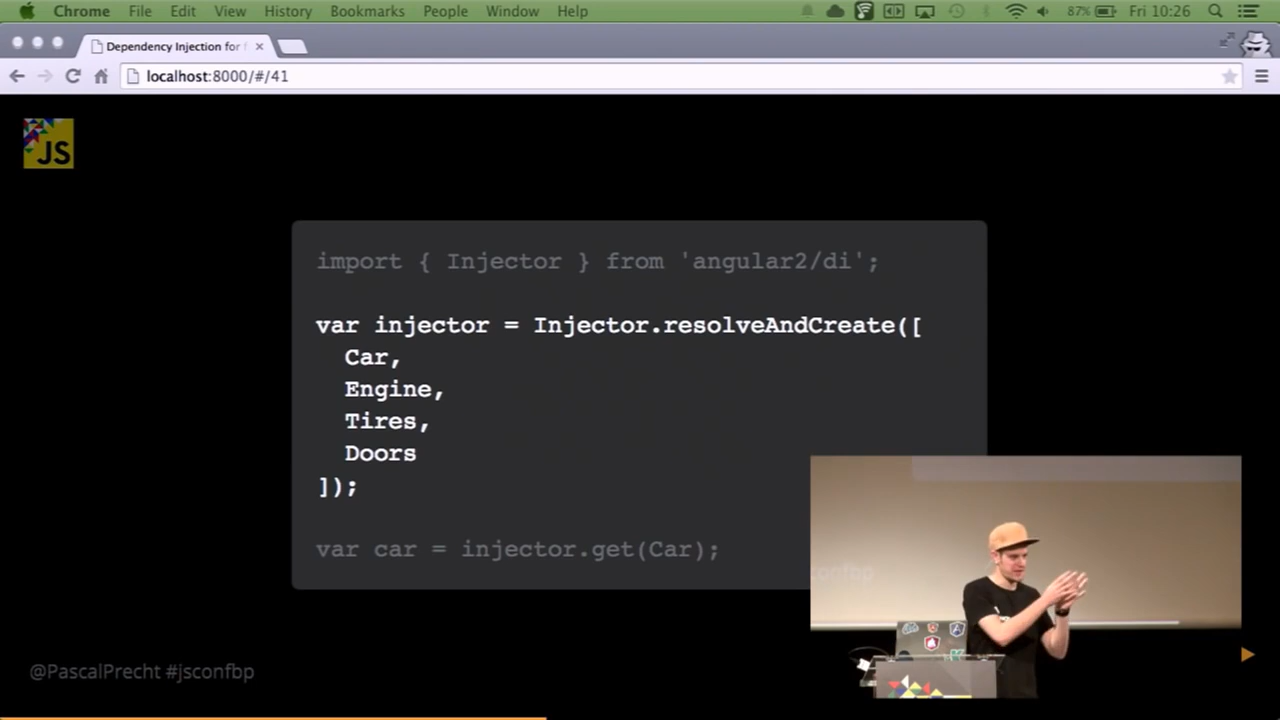 Chrome File Edit View History Bookmarks People Window Help 87% Fri 10:26
Dependency Injection for
localhost:8000/#/41
JS
import { Injector } from 'angular2/di';
var injector = Injector.resolveAndCreate([
Car,
Engine,
Tires,
Doors
]);
var car = injector.get(Car);
@PascalPrecht #jsconfbp